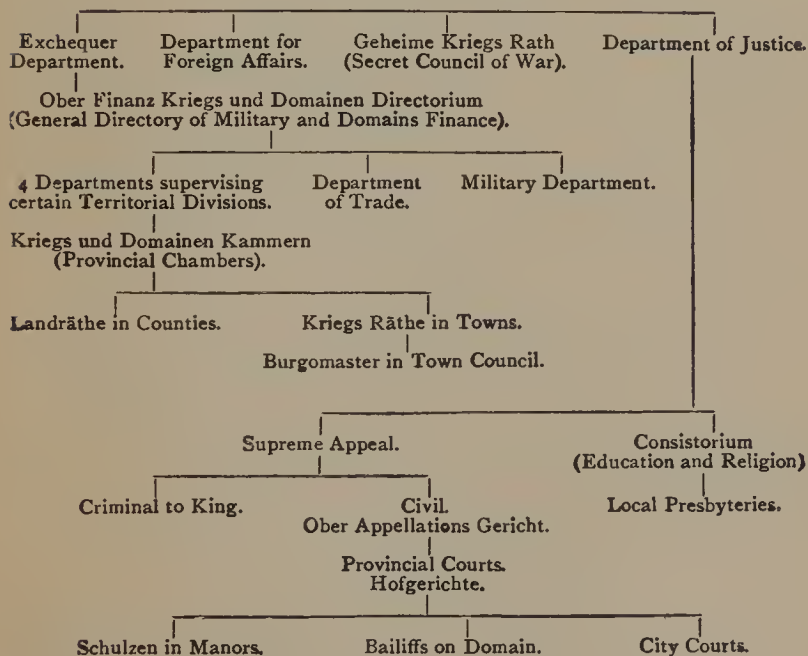 Exchequer Department.
Department for Foreign Affairs.
Geheime Kriegs Rath
(Secret Council of War).
Department of Justice.
Ober Finanz Kriegs und Domainen Directorium
(General Directory of Military and Domains Finance).
4 Departments supervising
certain Territorial Divisions.
Department
of Trade.
Military Department.
Kriegs und Domainen Kammern
(Provincial Chambers).
Landräthe in Counties.
Kriegs Räthe in Towns.
Burgomaster in Town Council.
Supreme Appeal.
Consistorium
(Education and Religion)
Criminal to King.
Civil.
Ober Appellations Gericht.
Local Presbyteries.
Provincial Courts.
Hofgerichte.
Schulzen in Manors.
Bailiffs on Domain.
City Courts.